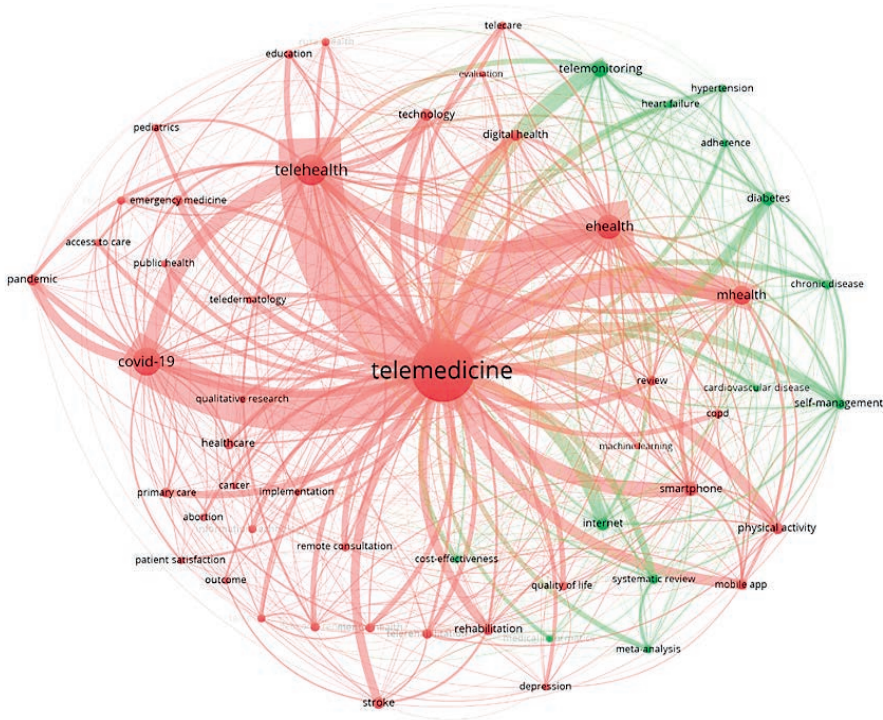 telecare
education
telemonitoring
evaluation
hypertension
heart failure
technology
pediatrics
digital health
adherence
telehealth
diabetes
emergency medicine
ehealth
access to care
public health
pandemic
chronic disease
mhealth
teledermatology
covid-19
telemedicine
review
cardiovascular disease
qualitative research
self-management
copd
healthcare
machine learning
cancer
smartphone
primary care
implementation
abortion
internet
physical activity
remote consultation
patient satisfaction
cost-effectiveness
outcome
quality of life
systematic review
mobile app
rehabilitation
meta-analysis
depression
stroke